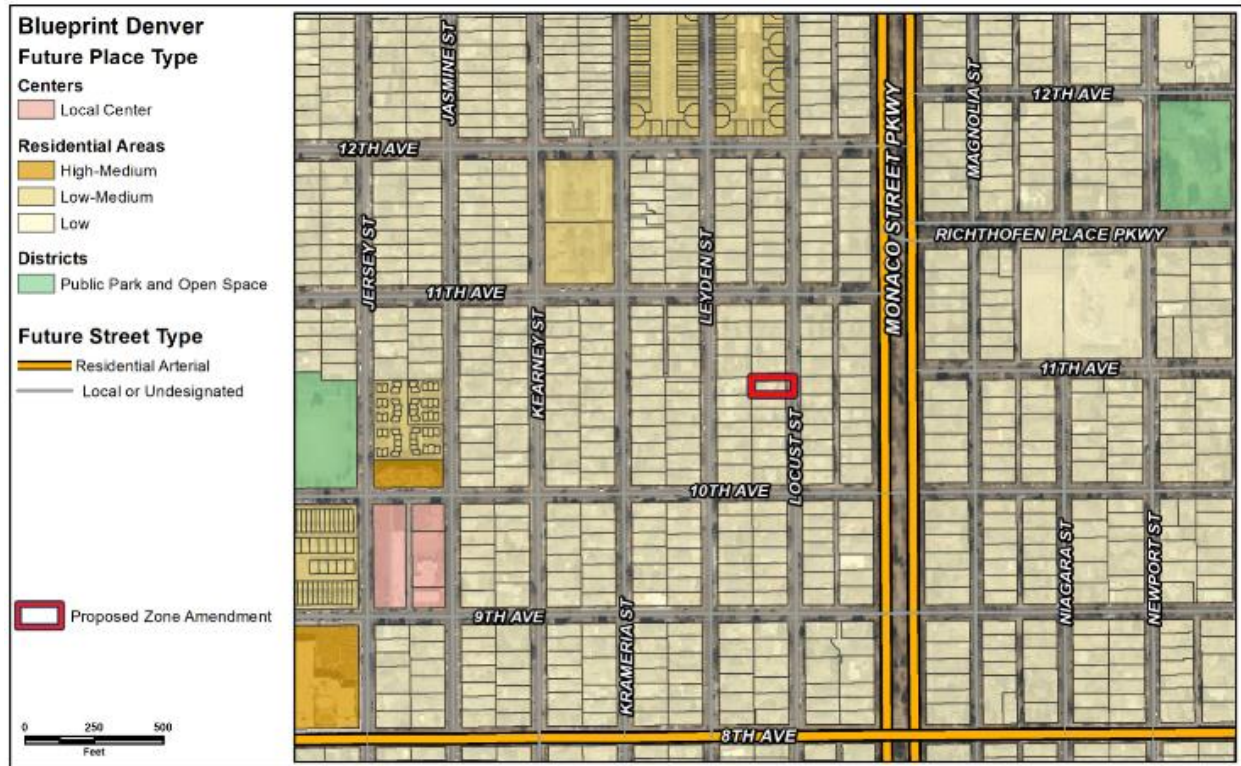 Blueprint Denver
Future Place Type
Centers
Local Center
Residential Areas
High-Medium
Low-Medium
Low
Districts
Public Park and Open Space
Future Street Type
Residential Arterial
Local or Undesignated
Proposed Zone Amendment
0 250 500
Feet
JASMINE ST
12TH AVE
MAGNOLIA ST
12TH AVE
MONACO STREET PKWY
RICHTHOFEN PLACE PKWY
JERSEY ST
LEYDEN ST
11TH AVE
KEARNEY ST
11TH AVE
LOCUST ST
10TH AVE
NIAGARA ST
NEWPORT ST
9TH AVE
KRAMERIA ST
8TH AVE